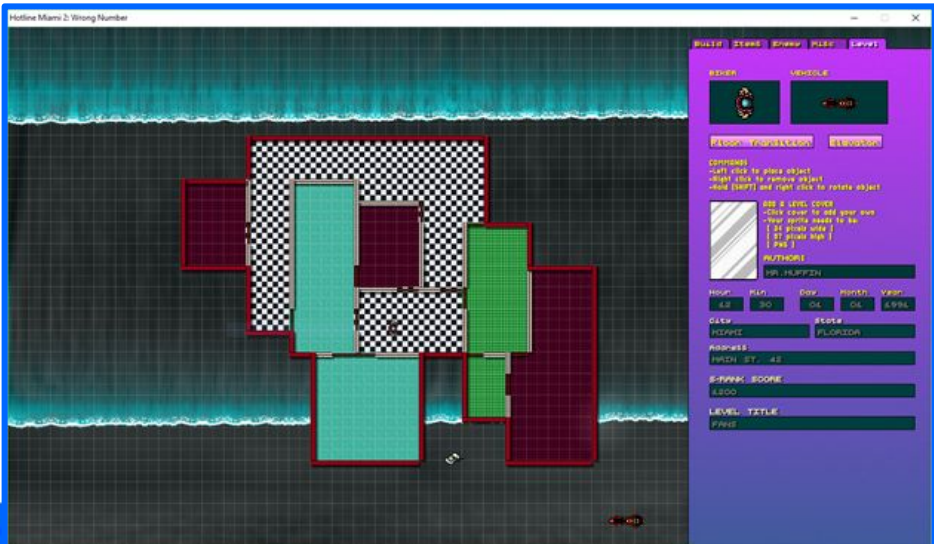 Hotline Miami 2: Wrong Number
Build Items Enemy Misc Level
BIKER VEHICLE
Floor Transition Elevator
COMMANDS
-Left click to place object
-Right click to remove object
-Hold [SHIFT] and right click to rotate object
ADD A LEVEL COVER
-Click cover to add your own
-Your sprite needs to be:
[ 34 pixels wide ]
[ 57 pixels high ]
[ PNG ]
AUTHOR:
MR.MUFFIN
Hour Min Day Month Year
12 30 01 01 1991
City State
MIAMI FLORIDA
Address
MAIN ST. 42
S-RANK SCORE
1200
LEVEL TITLE
FANS